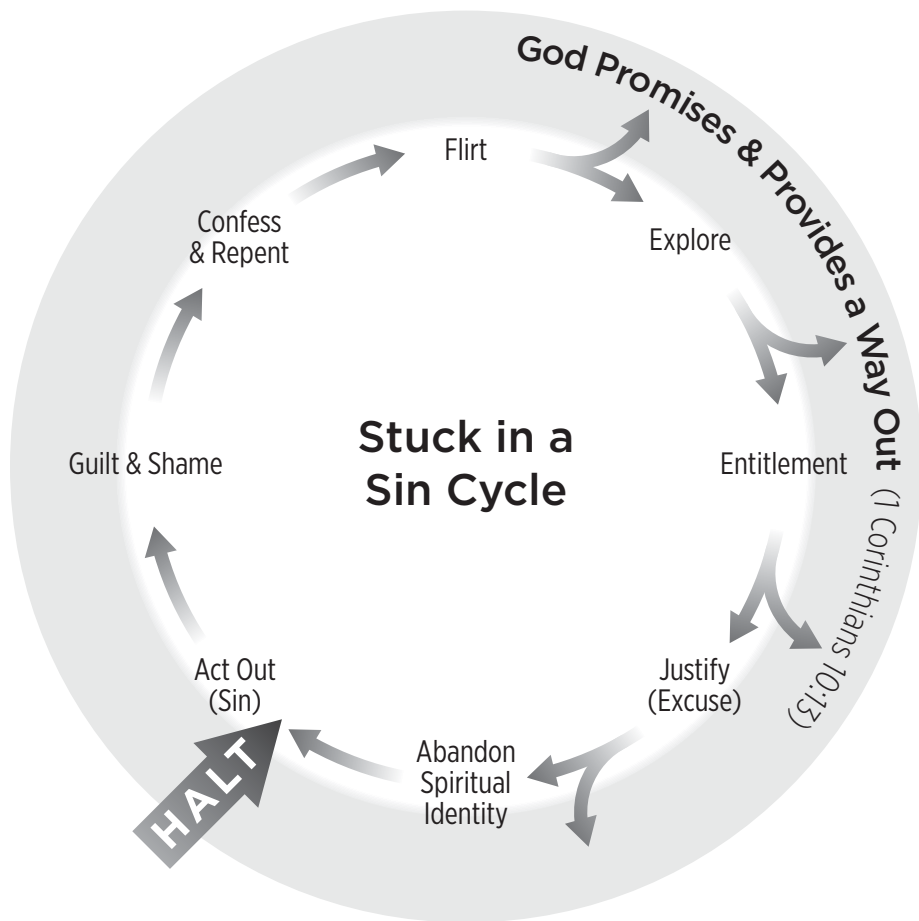 God Promises & Provides a Way Out (1 Corinthians 10:13)
Flirt
Explore
Entitlement
Justify
(Excuse)
Abandon
Spiritual
Identity
Act Out
(Sin)
HALT
Guilt & Shame
Confess
& Repent
Stuck in a
Sin Cycle